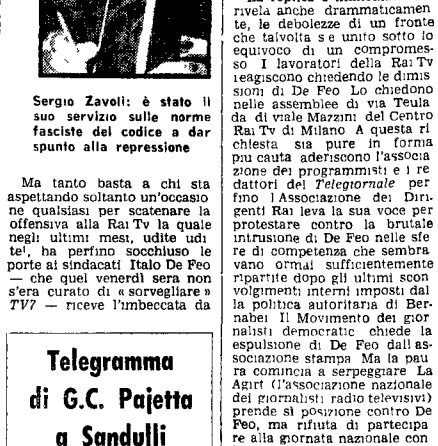 Sergio Zavoli: è stato il
suo servizio sulle norme
fasciste del codice a dar
spunto alla repressione
Ma tanto basta a chi sta
aspettando soltanto un'occasio
ne qualsiasi per scatenare la
offensiva alla Rai Tv la quale
negli ultimi mesi, udite udi
te!, ha perfino socchiuso le
porte ai sindacati Italo De Feo
— che quel venerdì sera non
s'era curato di « sorvegliare »
TV7 — riceve l'imbeccata da
Telegramma
di G.C. Pajetta
a Sandulli
rivela anche drammaticamen
te, le debolezze di un fronte
che talvolta s e unito sotto lo
equivoco di un compromes-
so I lavoratori della Rai Tv
reagiscono chiedendo le dimis
sioni di De Feo Lo chiedono
nelle assemblee di via Teula
da di viale Mazzini del Centro
Rai Tv di Milano A questa ri
chiesta sia pure in forma
piu cauta aderiscono l'associa
zione dei programmisti e i re
dattori del Telegiornale per
fino l Associazione dei Diri-
genti Rai leva la sua voce per
protestare contro la brutale
intrusione di De Feo nelle sfe
re di competenza che sembra
vano ormai sufficientemente
ripartite dopo gli ultimi scon
volgimenti interni imposti dal
la politica autoritaria di Ber-
nabei Il Movimento dei gior
nalisti democratic chiede la
espulsione di De Feo dall as-
sociazione stampa Ma la pau
ra comincia a serpeggiare La
Agirt (l'associazione nazionale
dei giornalisti radio televisivi)
prende sì posizione contro De
Feo, ma rifiuta di partecipa
re alla giornata nazionale con